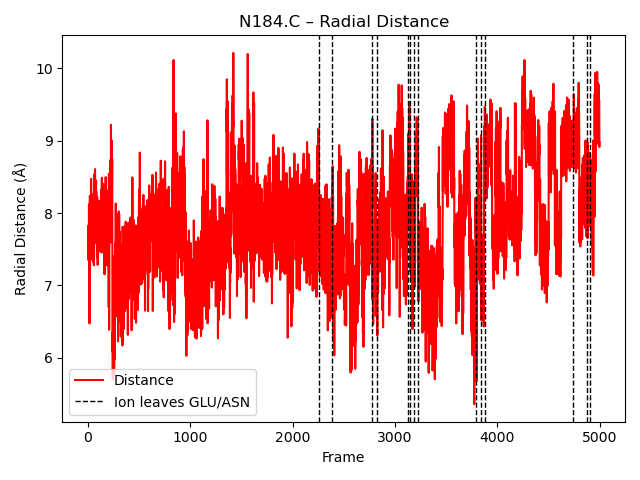 N184.C – Radial Distance
Radial Distance (Å)
10
9
8
7
6
Distance
Ion leaves GLU/ASN
0
1000
2000
3000
4000
5000
Frame